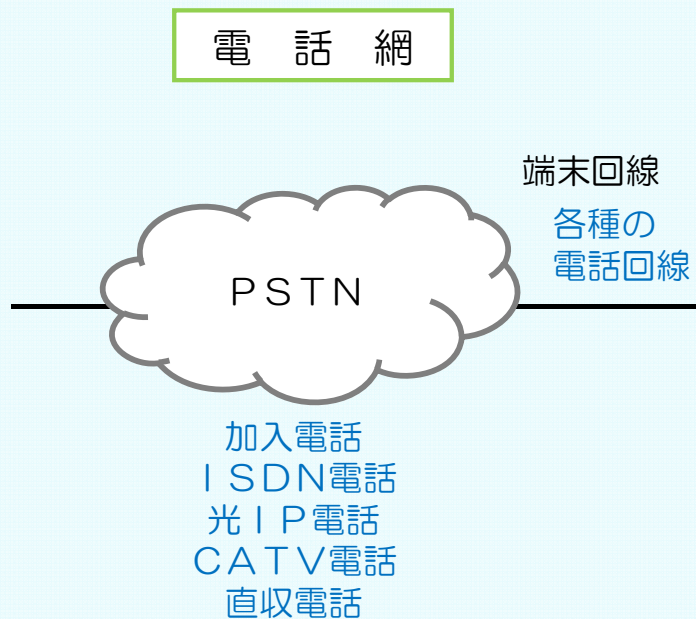 電　話　網
端末回線
各種の
電話回線
ＰＳＴＮ
加入電話
ＩＳＤＮ電話
光ＩＰ電話
ＣＡＴＶ電話
直収電話